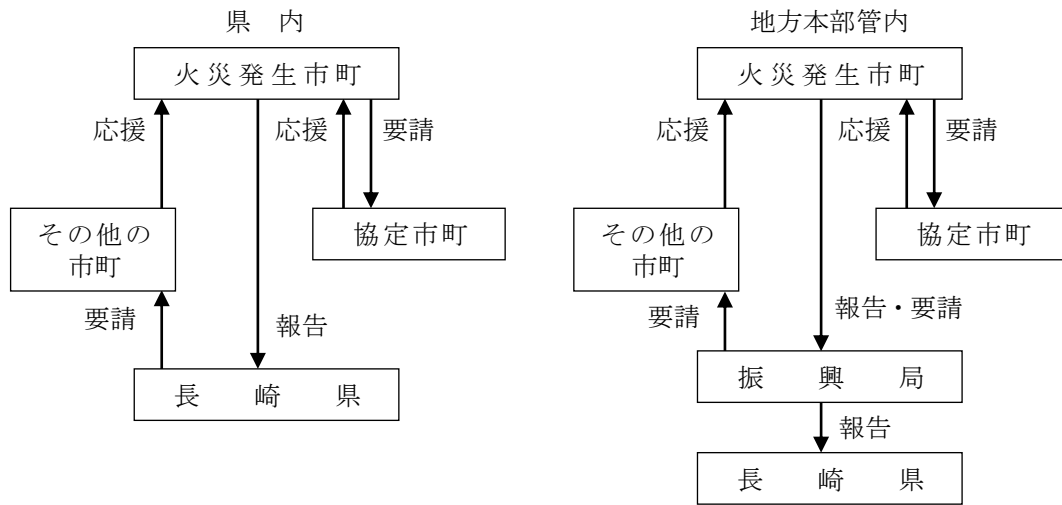 県 内
火災発生市町
応援
応援
要請
その他の
市町
協定市町
要請
報告
長 崎 県
地方本部管内
火災発生市町
応援
応援
要請
その他の
市町
協定市町
要請
報告・要請
振 興 局
報告
長 崎 県